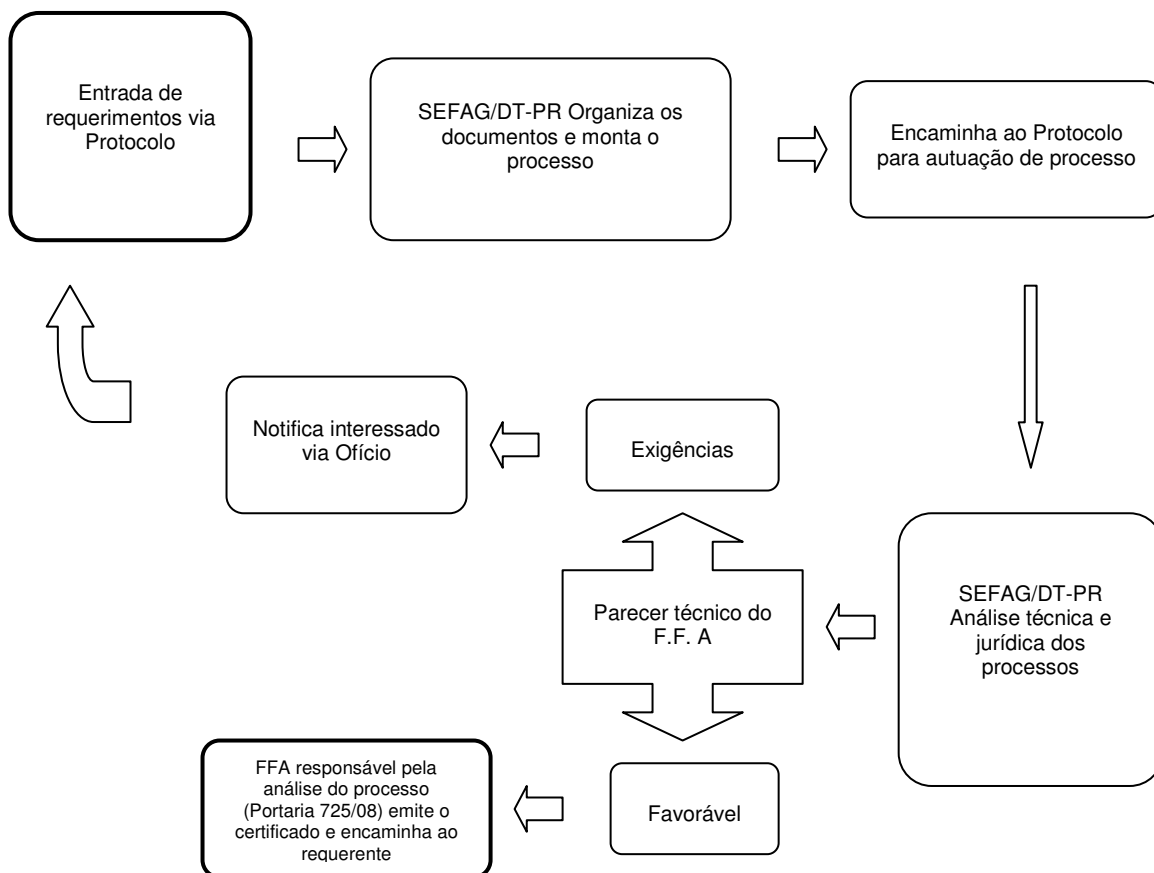 Entrada de
requerimentos via
Protocolo
SEFAG/DT-PR Organiza os
documentos e monta o
processo
Encaminha ao Protocolo
para autuação de processo
Notifica interessado
via Ofício
Exigências
SEFAG/DT-PR
Análise técnica e
jurídica dos
processos
Parecer técnico do
F.F. A
FFA responsável pela
análise do processo
(Portaria 725/08) emite o
certificado e encaminha ao
requerente
Favorável